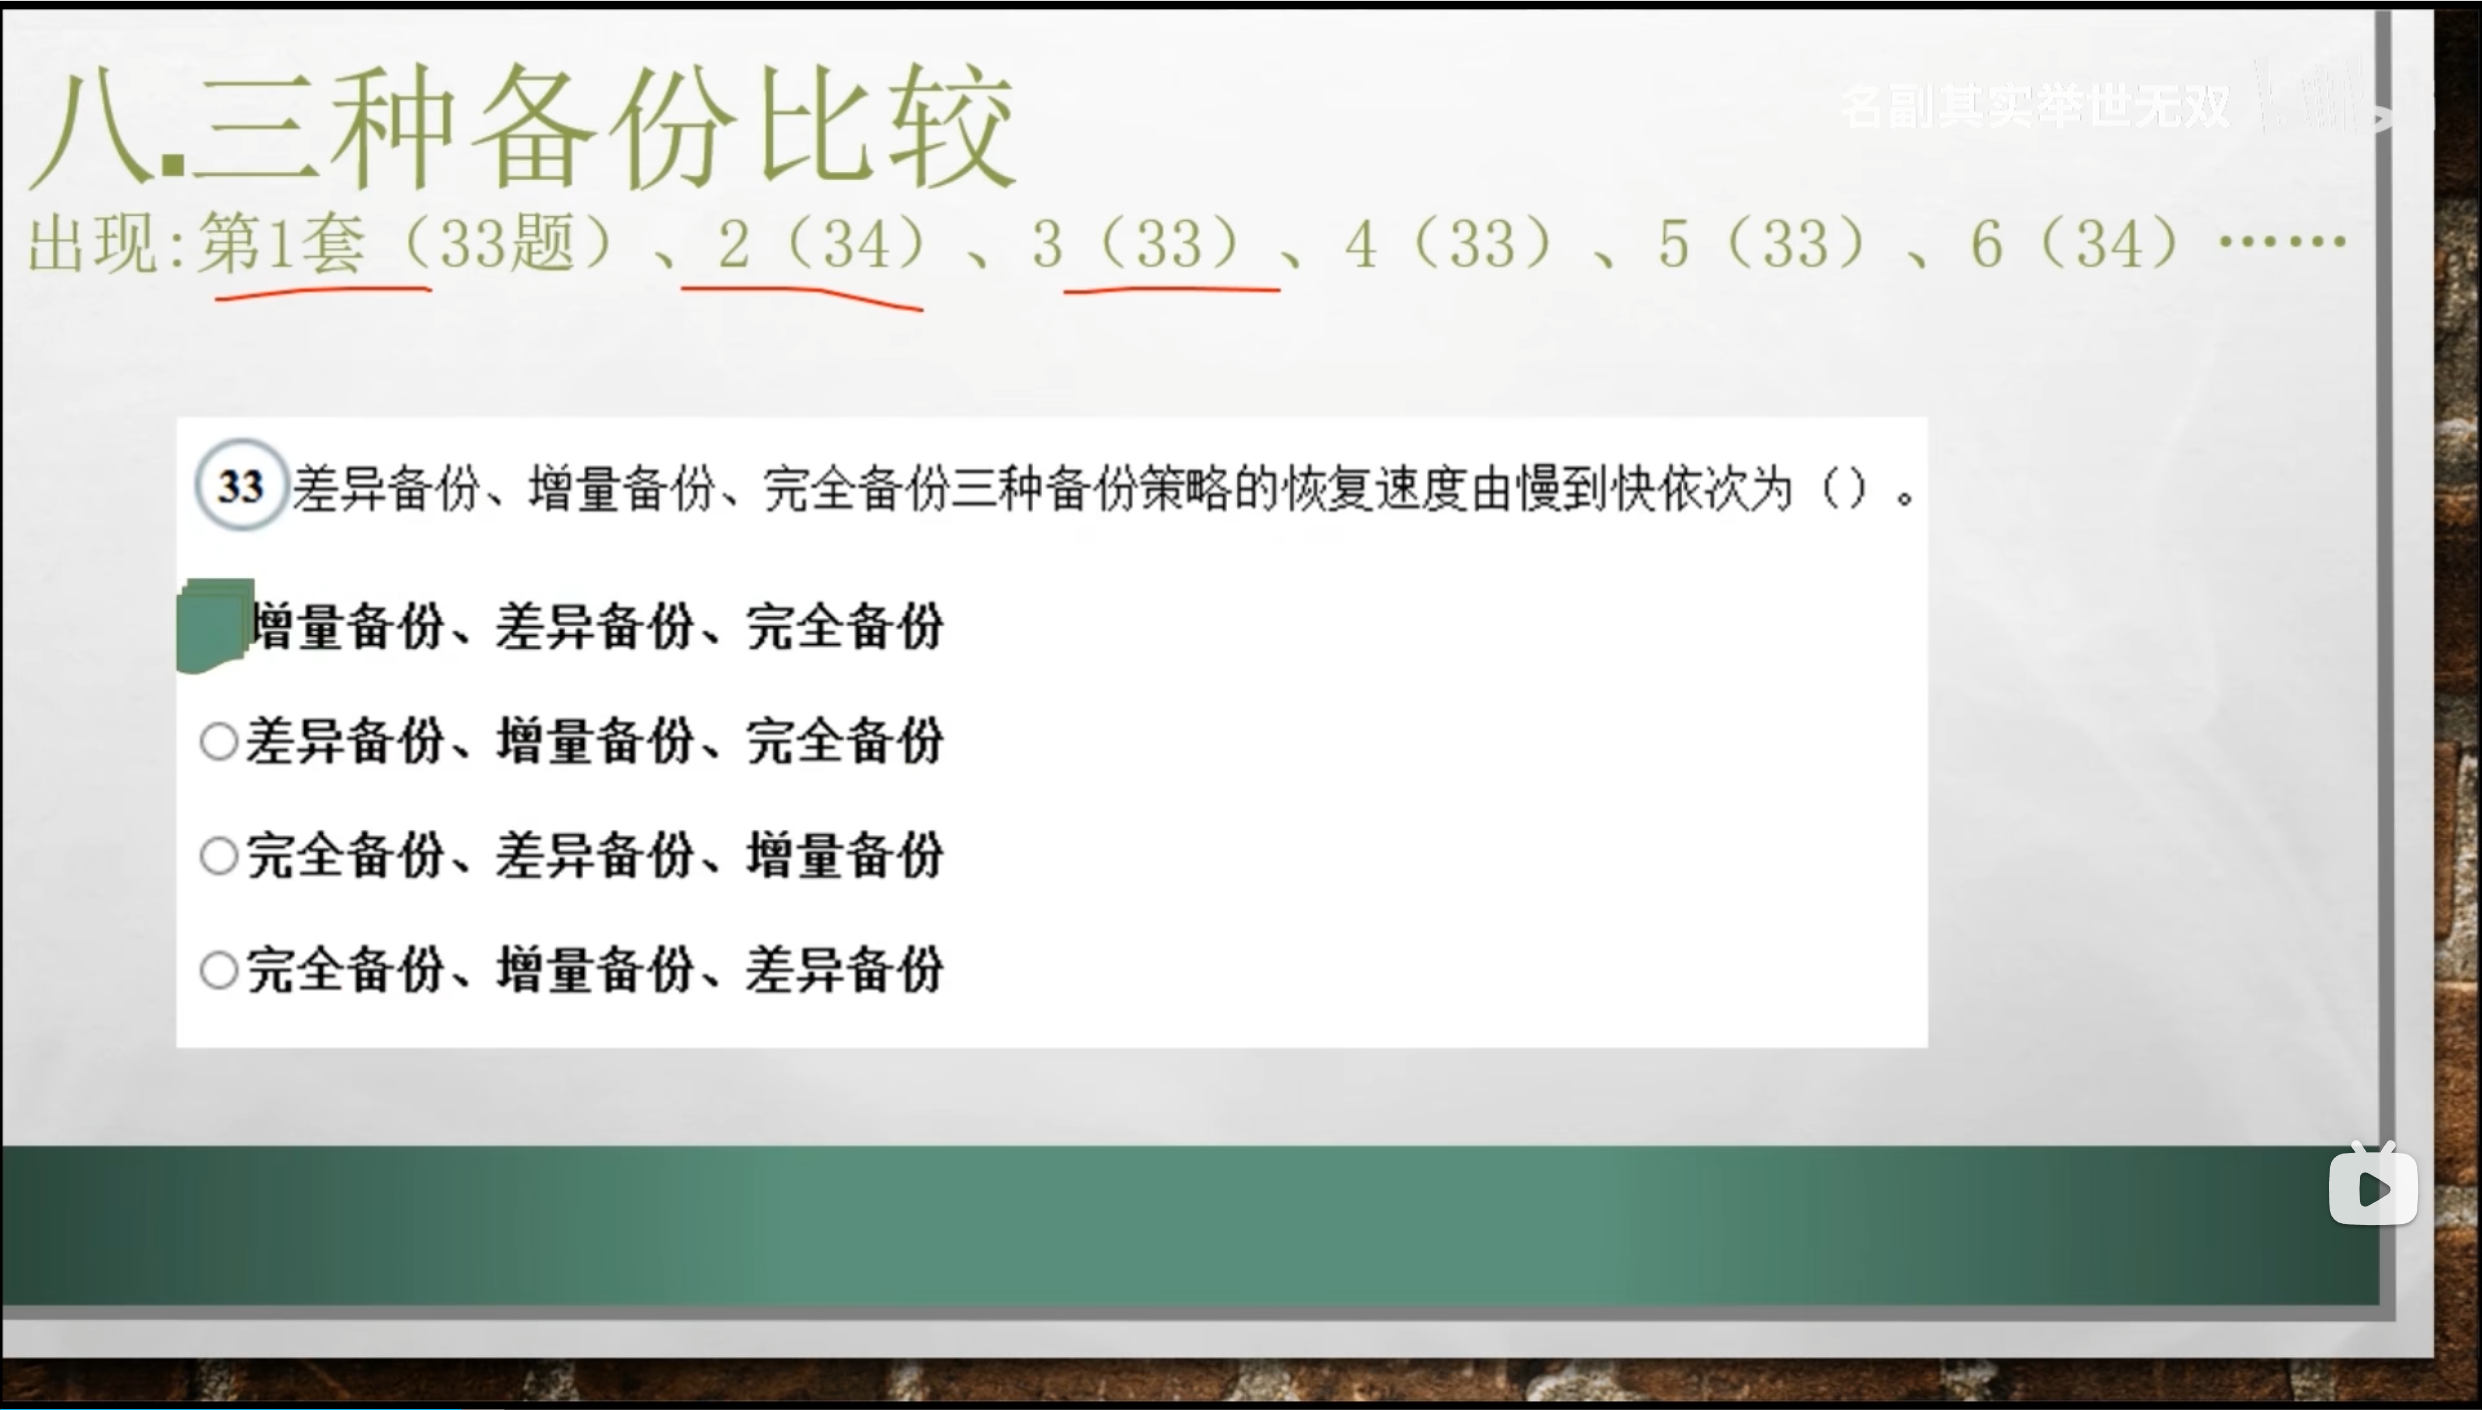 八.三种备份比较
名副其实举世无双
出现:第1套（33题）、2（34）、3（33）、4（33）、5（33）、6（34）……
33 差异备份、增量备份、完全备份三种备份策略的恢复速度由慢到快依次为（）。
增量备份、差异备份、完全备份
差异备份、增量备份、完全备份
完全备份、差异备份、增量备份
完全备份、增量备份、差异备份